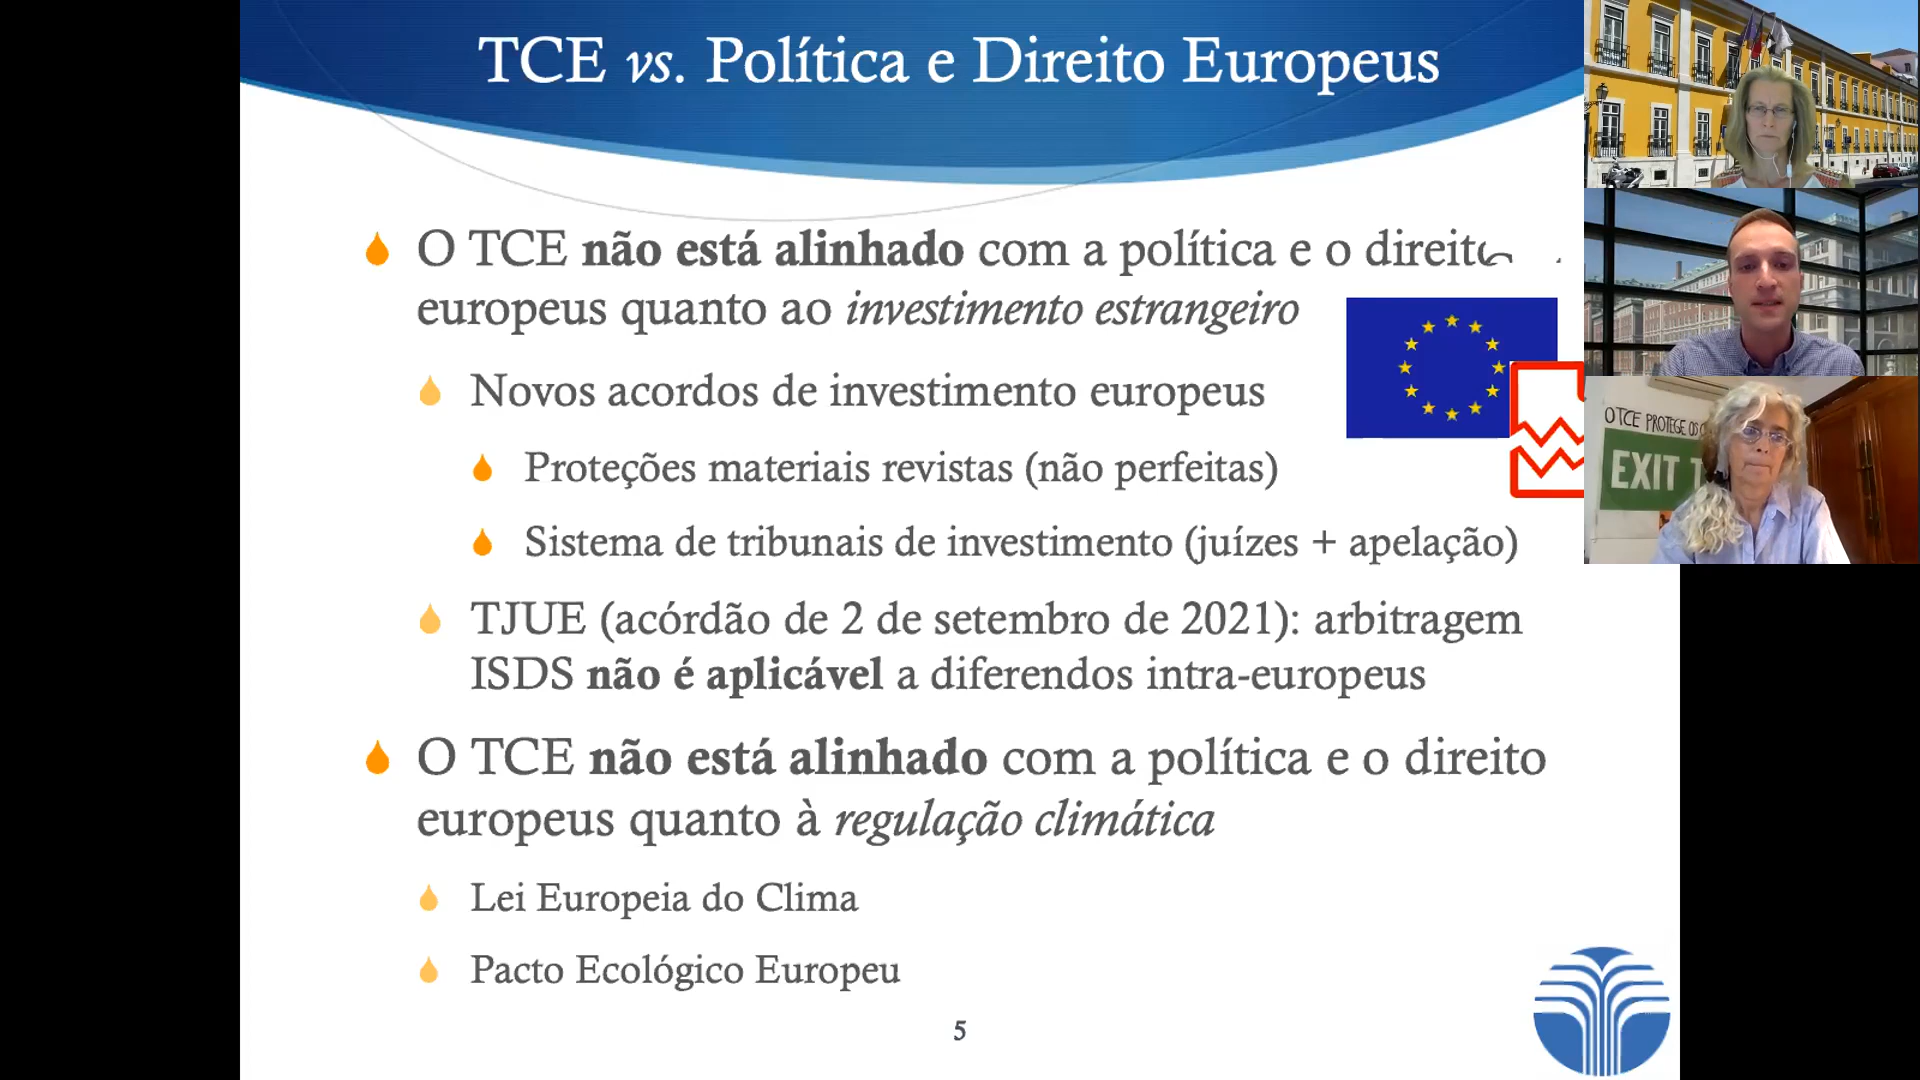 TCE vs. Política e Direito Europeus
O TCE não está alinhado com a política e o direito
europeus quanto ao investimento estrangeiro
Novos acordos de investimento europeus
Proteções materiais revistas (não perfeitas)
Sistema de tribunais de investimento (juízes + apelação)
TJUE (acórdão de 2 de setembro de 2021): arbitragem
ISDS não é aplicável a diferendos intra-europeus
O TCE não está alinhado com a política e o direito
europeus quanto à regulação climática
Lei Europeia do Clima
Pacto Ecológico Europeu
5
O TCE PROTEGE OS
EXIT